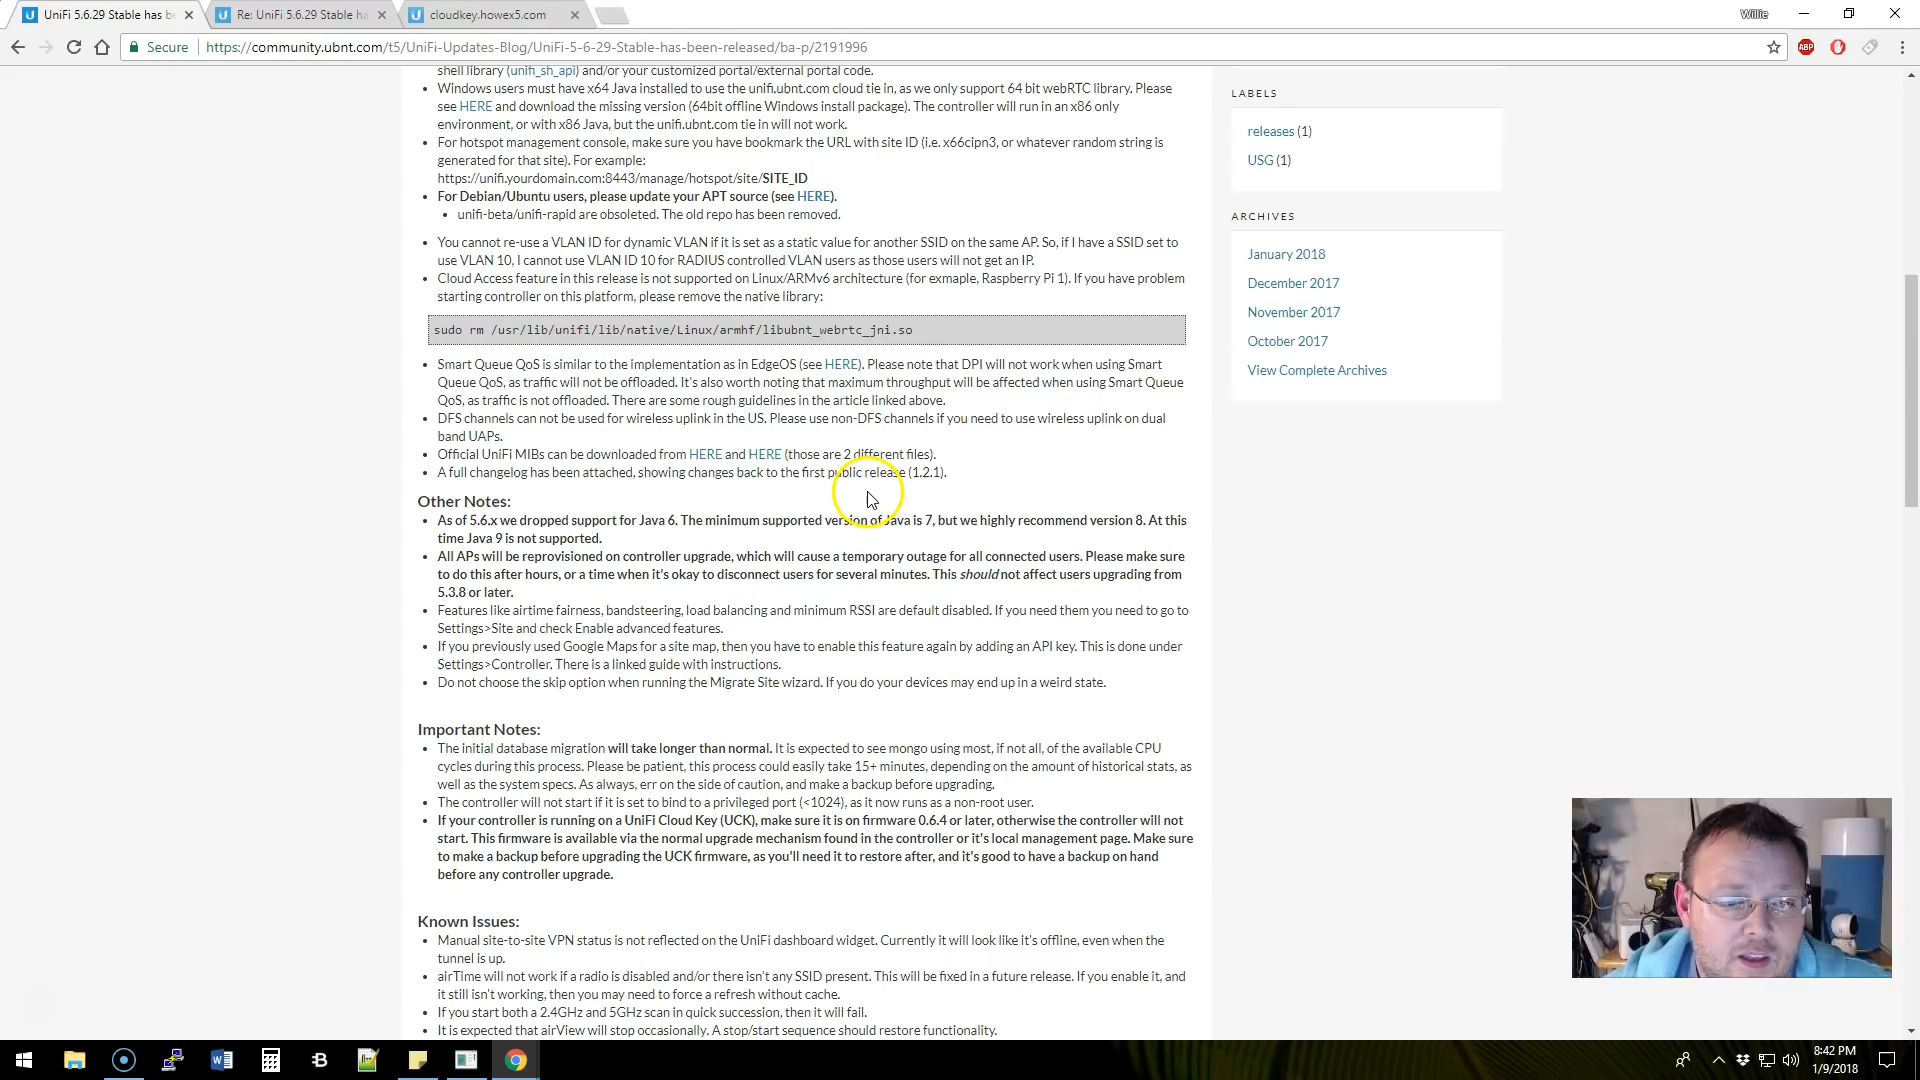 UniFi 5.6.29 Stable has be
Re: UniFi 5.6.29 Stable ha
cloudkey.howex5.com
Willie
Secure
https://community.ubnt.com/t5/UniFi-Updates-Blog/UniFi-5-6-29-Stable-has-been-released/ba-p/2191996
ABP
shell library (unifi_sh_api) and/or your customized portal/external portal code.
Windows users must have x64 Java installed to use the unifi.ubnt.com cloud tie in, as we only support 64 bit webRTC library. Please
see HERE and download the missing version (64bit offline Windows install package). The controller will run in an x86 only
environment, or with x86 Java, but the unifi.ubnt.com tie in will not work.
For hotspot management console, make sure you have bookmark the URL with site ID (i.e. x66cipn3, or whatever random string is
generated for that site). For example:
https://unifi.yourdomain.com:8443/manage/hotspot/site/SITE_ID
For Debian/Ubuntu users, please update your APT source (see HERE).
unifi-beta/unifi-rapid are obsoleted. The old repo has been removed.
You cannot re-use a VLAN ID for dynamic VLAN if it is set as a static value for another SSID on the same AP. So, if I have a SSID set to
use VLAN 10, I cannot use VLAN ID 10 for RADIUS controlled VLAN users as those users will not get an IP.
Cloud Access feature in this release is not supported on Linux/ARMv6 architecture (for exmaple, Raspberry Pi 1). If you have problem
starting controller on this platform, please remove the native library:
sudo rm /usr/lib/unifi/lib/native/Linux/armhf/libubnt_webrtc_jni.so
Smart Queue QoS is similar to the implementation as in EdgeOS (see HERE). Please note that DPI will not work when using Smart
Queue QoS, as traffic will not be offloaded. It's also worth noting that maximum throughput will be affected when using Smart Queue
QoS, as traffic is not offloaded. There are some rough guidelines in the article linked above.
DFS channels can not be used for wireless uplink in the US. Please use non-DFS channels if you need to use wireless uplink on dual
band UAPs.
Official UniFi MIBs can be downloaded from HERE and HERE (those are 2 different files).
A full changelog has been attached, showing changes back to the first public release (1.2.1).
Other Notes:
As of 5.6.x we dropped support for Java 6. The minimum supported version of Java is 7, but we highly recommend version 8. At this
time Java 9 is not supported.
All APs will be reprovisioned on controller upgrade, which will cause a temporary outage for all connected users. Please make sure
to do this after hours, or a time when it's okay to disconnect users for several minutes. This should not affect users upgrading from
5.3.8 or later.
Features like airtime fairness, bandsteering, load balancing and minimum RSSI are default disabled. If you need them you need to go to
Settings>Site and check Enable advanced features.
If you previously used Google Maps for a site map, then you have to enable this feature again by adding an API key. This is done under
Settings>Controller. There is a linked guide with instructions.
Do not choose the skip option when running the Migrate Site wizard. If you do your devices may end up in a weird state.
Important Notes:
The initial database migration will take longer than normal. It is expected to see mongo using most, if not all, of the available CPU
cycles during this process. Please be patient, this process could easily take 15+ minutes, depending on the amount of historical stats, as
well as the system specs. As always, err on the side of caution, and make a backup before upgrading.
The controller will not start if it is set to bind to a privileged port (<1024), as it now runs as a non-root user.
If your controller is running on a UniFi Cloud Key (UCK), make sure it is on firmware 0.6.4 or later, otherwise the controller will not
start. This firmware is available via the normal upgrade mechanism found in the controller or it's local management page. Make sure
to make a backup before upgrading the UCK firmware, as you'll need it to restore after, and it's good to have a backup on hand
before any controller upgrade.
Known Issues:
Manual site-to-site VPN status is not reflected on the UniFi dashboard widget. Currently it will look like it's offline, even when the
tunnel is up.
airTime will not work if a radio is disabled and/or there isn't any SSID present. This will be fixed in a future release. If you enable it, and
it still isn't working, then you may need to force a refresh without cache.
If you start both a 2.4GHz and 5GHz scan in quick succession, then it will fail.
It is expected that airView will stop occasionally. A stop/start sequence should restore functionality.
LABELS
releases (1)
USG (1)
ARCHIVES
January 2018
December 2017
November 2017
October 2017
View Complete Archives
8:42 PM
1/9/2018